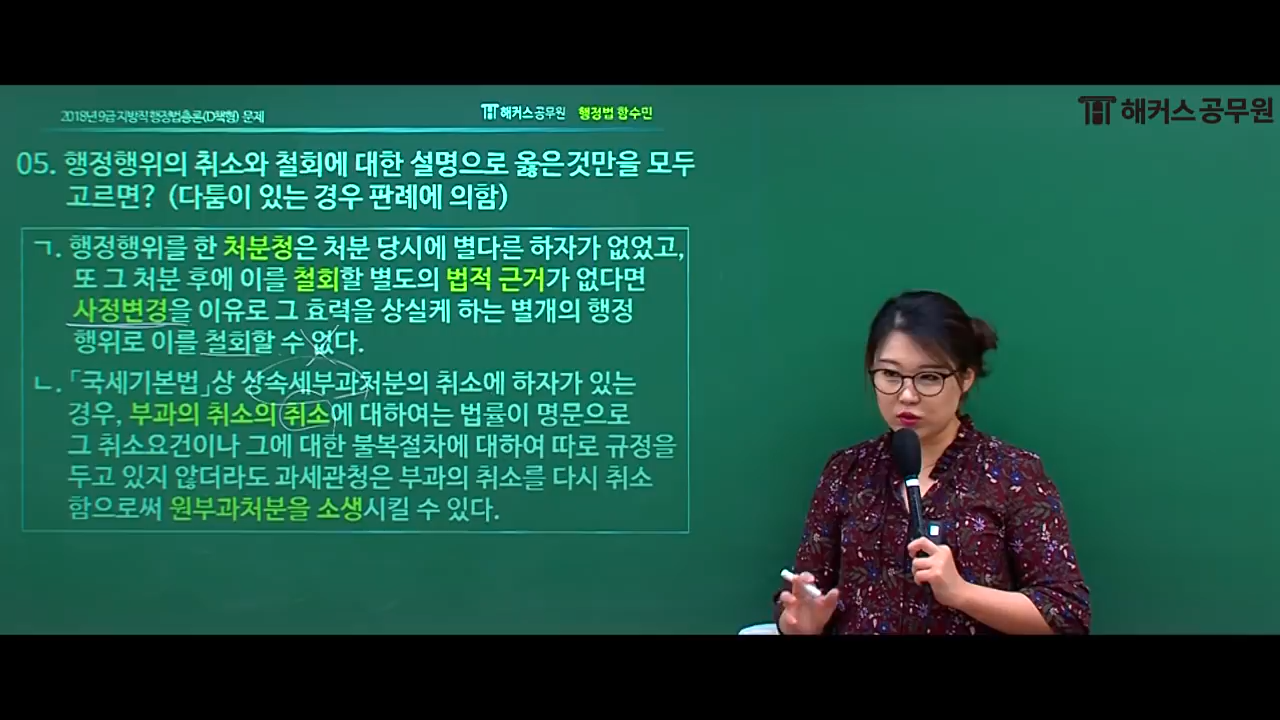 2018년 9급 지방직 행정법총론(D책형) 문제
해커스공무원 행정법 함수민
해커스공무원
05. 행정행위의 취소와 철회에 대한 설명으로 옳은 것만을 모두
고르면? (다툼이 있는 경우 판례에 의함)
ㄱ. 행정행위를 한 처분청은 처분 당시에 별다른 하자가 없었고,
또 그 처분 후에 이를 철회할 별도의 법적 근거가 없다면
사정변경을 이유로 그 효력을 상실케 하는 별개의 행정
행위로 이를 철회할 수 없다.
ㄴ. 「국세기본법」상 상속세부과처분의 취소에 하자가 있는
경우, 부과의 취소의 취소에 대하여는 법률이 명문으로
그 취소요건이나 그에 대한 불복절차에 대하여 따로 규정을
두고 있지 않더라도 과세관청은 부과의 취소를 다시 취소
함으로써 원부과처분을 소생시킬 수 있다.